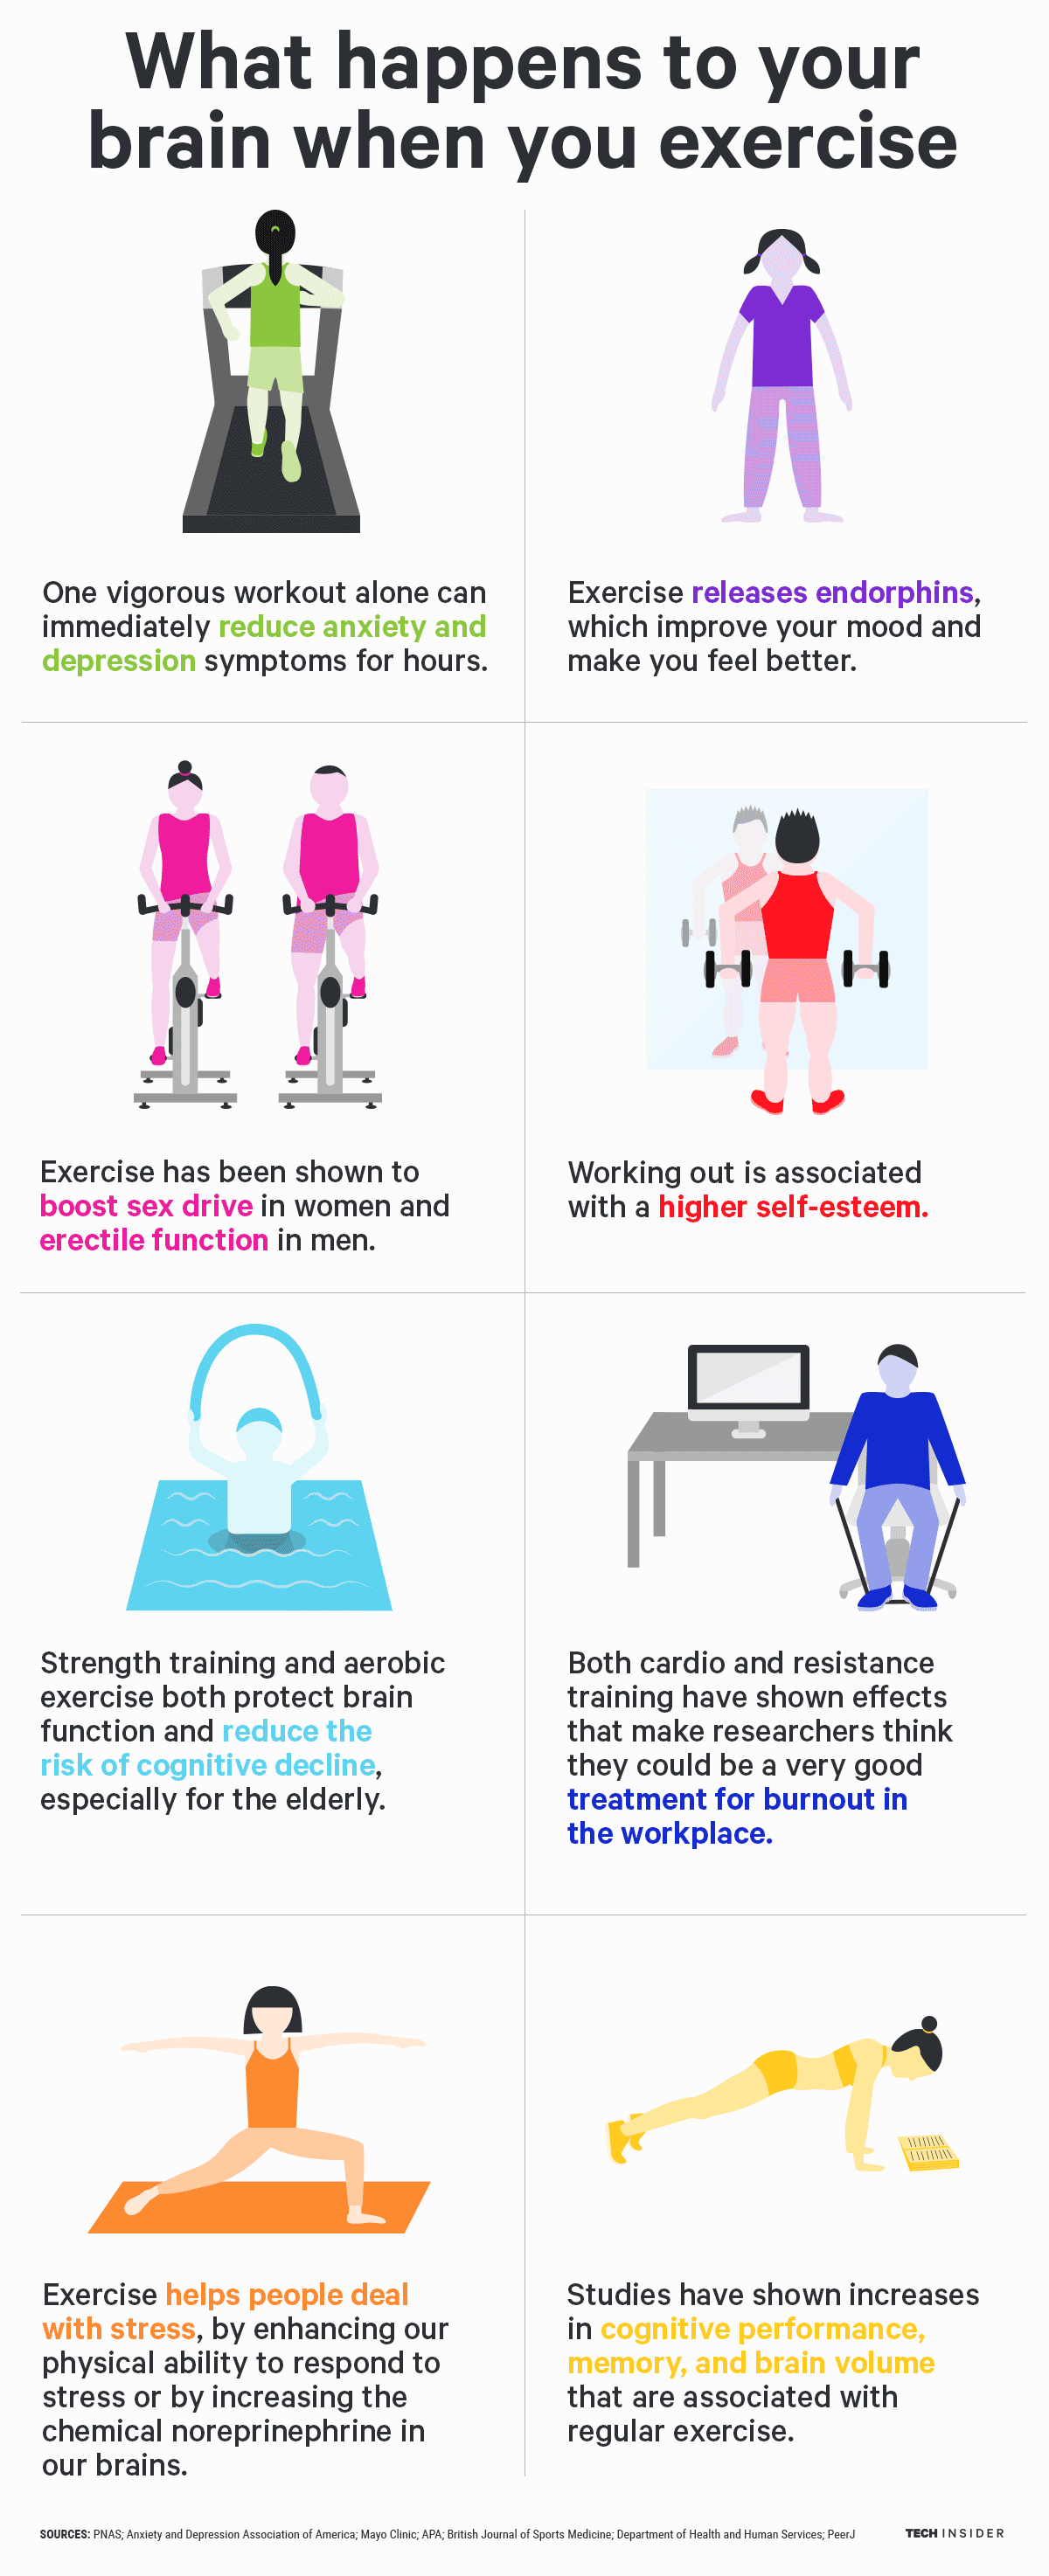 What happens to your
brain when you exercise
One vigorous workout alone can
immediately reduce anxiety and
depression symptoms for hours.
Exercise releases endorphins,
which improve your mood and
make you feel better.
Exercise has been shown to
boost sex drive in women and
erectile function in men.
Working out is associated
with a higher self-esteem.
Strength training and aerobic
exercise both protect brain
function and reduce the
risk of cognitive decline,
especially for the elderly.
Both cardio and resistance
training have shown effects
that make researchers think
they could be a very good
treatment for burnout in
the workplace.
Exercise helps people deal
with stress, by enhancing our
physical ability to respond to
stress or by increasing the
chemical noreprinephrine in
our brains.
Studies have shown increases
in cognitive performance,
memory, and brain volume
that are associated with
regular exercise.
SOURCES: PNAS; Anxiety and Depression Association of America; Mayo Clinic; APA; British Journal of Sports Medicine; Department of Health and Human Services; PeerJ
TECH INSIDER